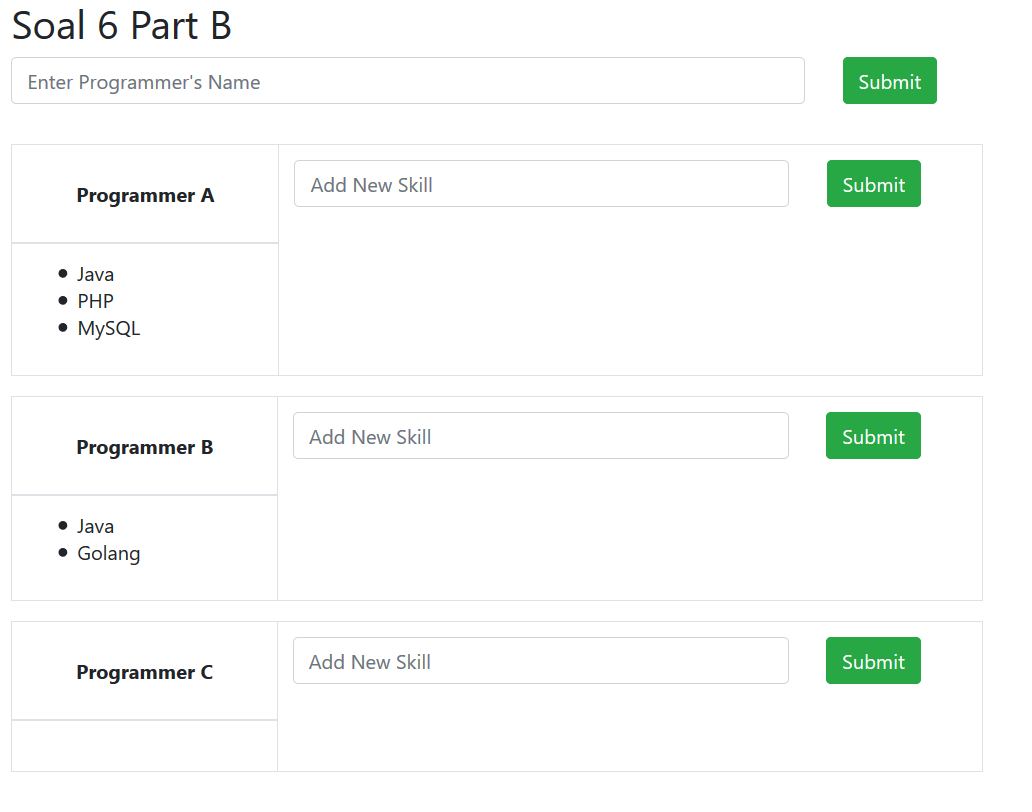 Soal 6 Part B
Enter Programmer's Name
Submit
Programmer A
Add New Skill
Submit
Java
PHP
MySQL
Programmer B
Add New Skill
Submit
Java
Golang
Programmer C
Add New Skill
Submit